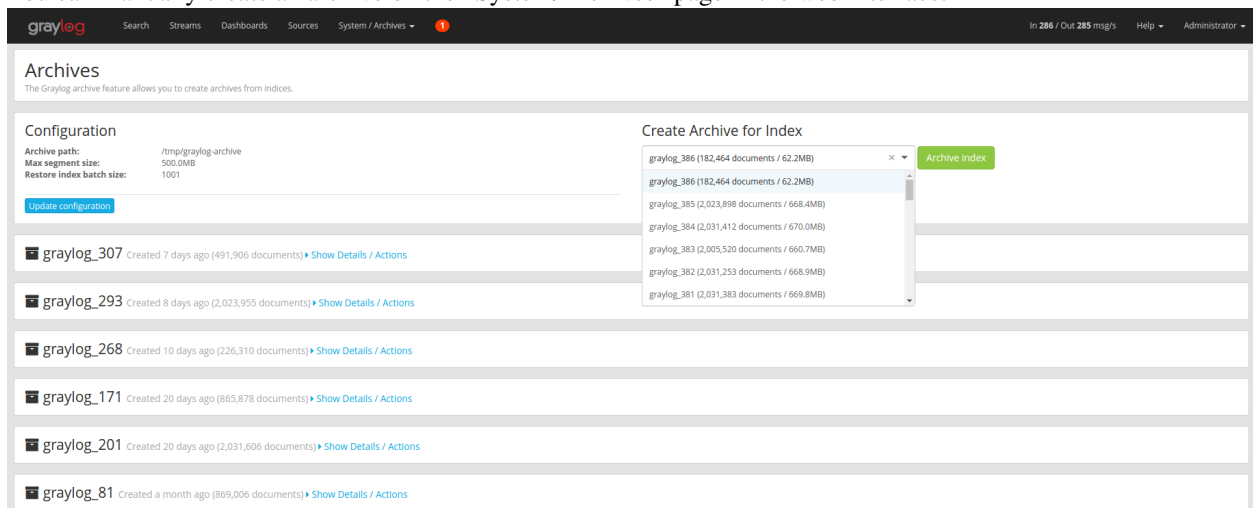 graylog Search Streams Dashboards Sources System / Archives 1 In 286 / Out 285 msg/s Help Administrator
Archives
The Graylog archive feature allows you to create archives from indices.
Configuration
Archive path: /tmp/graylog-archive
Max segment size: 500.0MB
Restore index batch size: 1001
Update configuration
Create Archive for Index
graylog_386 (182,464 documents / 62.2MB) × Archive index
graylog_386 (182,464 documents / 62.2MB)
graylog_385 (2,023,898 documents / 668.4MB)
graylog_384 (2,031,412 documents / 670.0MB)
graylog_383 (2,005,520 documents / 660.7MB)
graylog_382 (2,031,253 documents / 668.9MB)
graylog_381 (2,031,383 documents / 669.8MB)
graylog_307 Created 7 days ago (491,906 documents) Show Details / Actions
graylog_293 Created 8 days ago (2,023,955 documents) Show Details / Actions
graylog_268 Created 10 days ago (226,310 documents) Show Details / Actions
graylog_171 Created 20 days ago (865,878 documents) Show Details / Actions
graylog_201 Created 20 days ago (2,031,606 documents) Show Details / Actions
graylog_81 Created a month ago (869,006 documents) Show Details / Actions